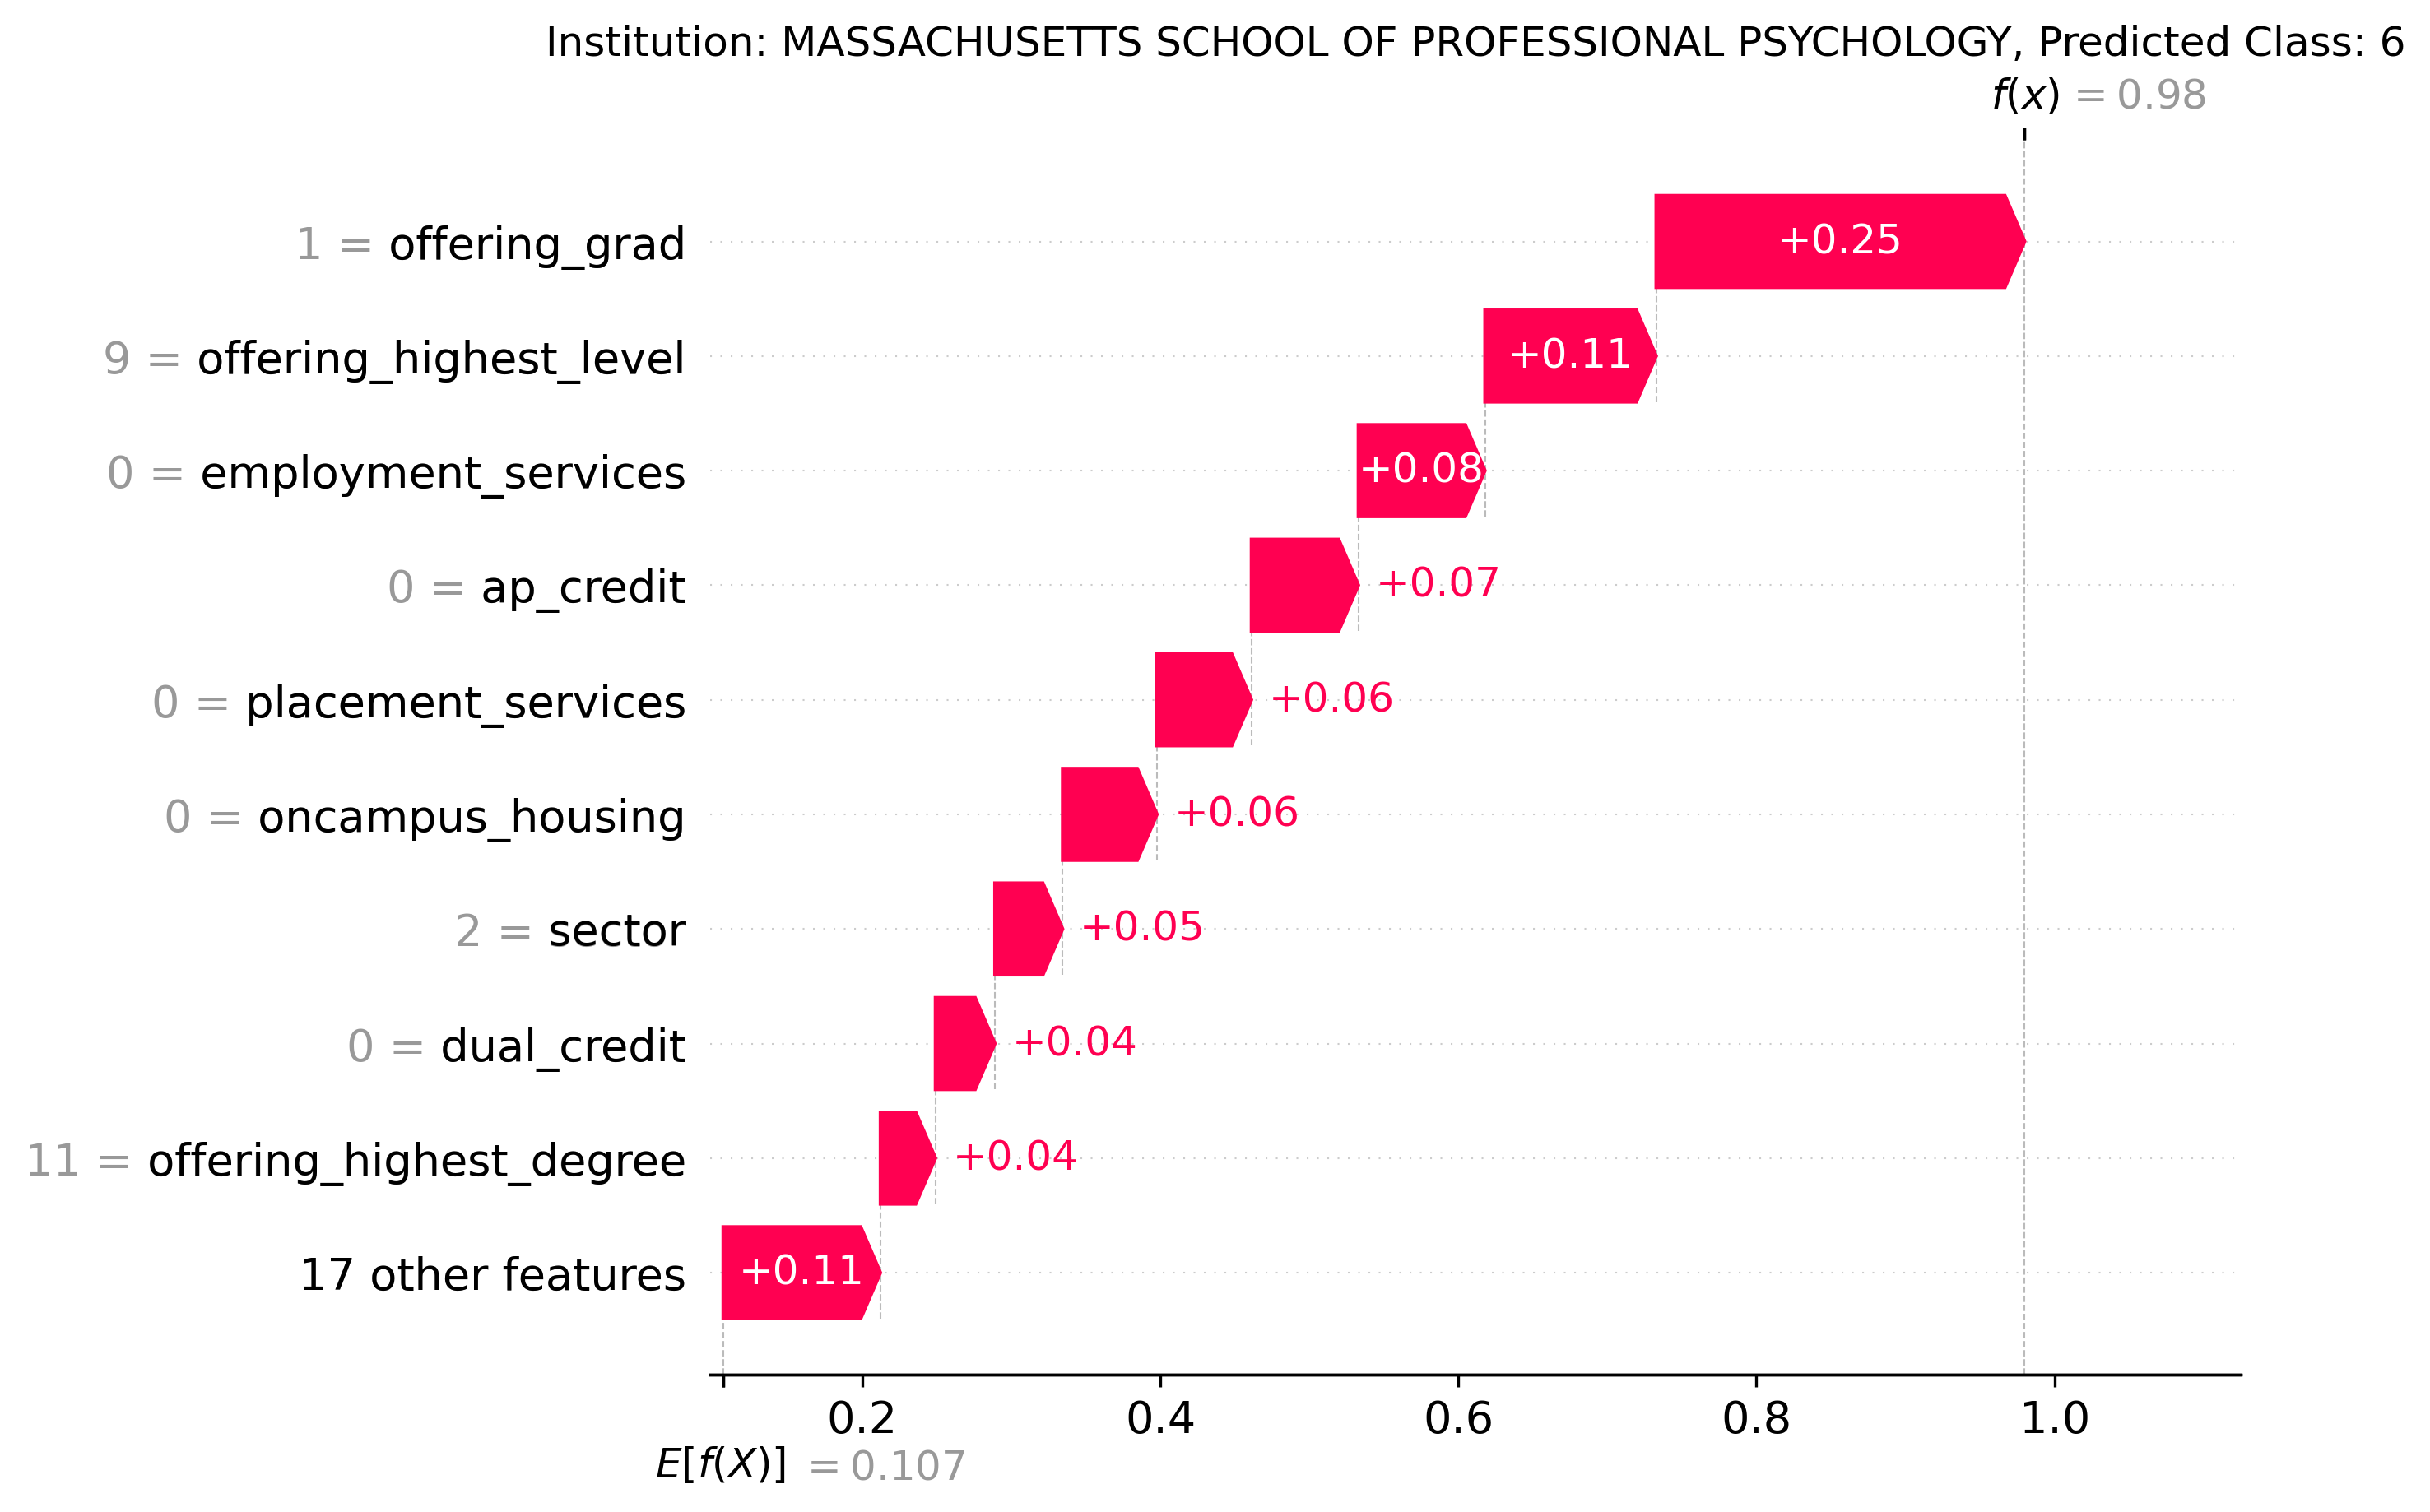 Institution: MASSACHUSETTS SCHOOL OF PROFESSIONAL PSYCHOLOGY, Predicted Class: 6
f(x) = 0.98
1 = offering_grad +0.25
9 = offering_highest_level +0.11
0 = employment_services +0.08
0 = ap_credit +0.07
0 = placement_services +0.06
0 = oncampus_housing +0.06
2 = sector +0.05
0 = dual_credit +0.04
11 = offering_highest_degree +0.04
17 other features +0.11
0.2 0.4 0.6 0.8 1.0
E[f(X)] = 0.107